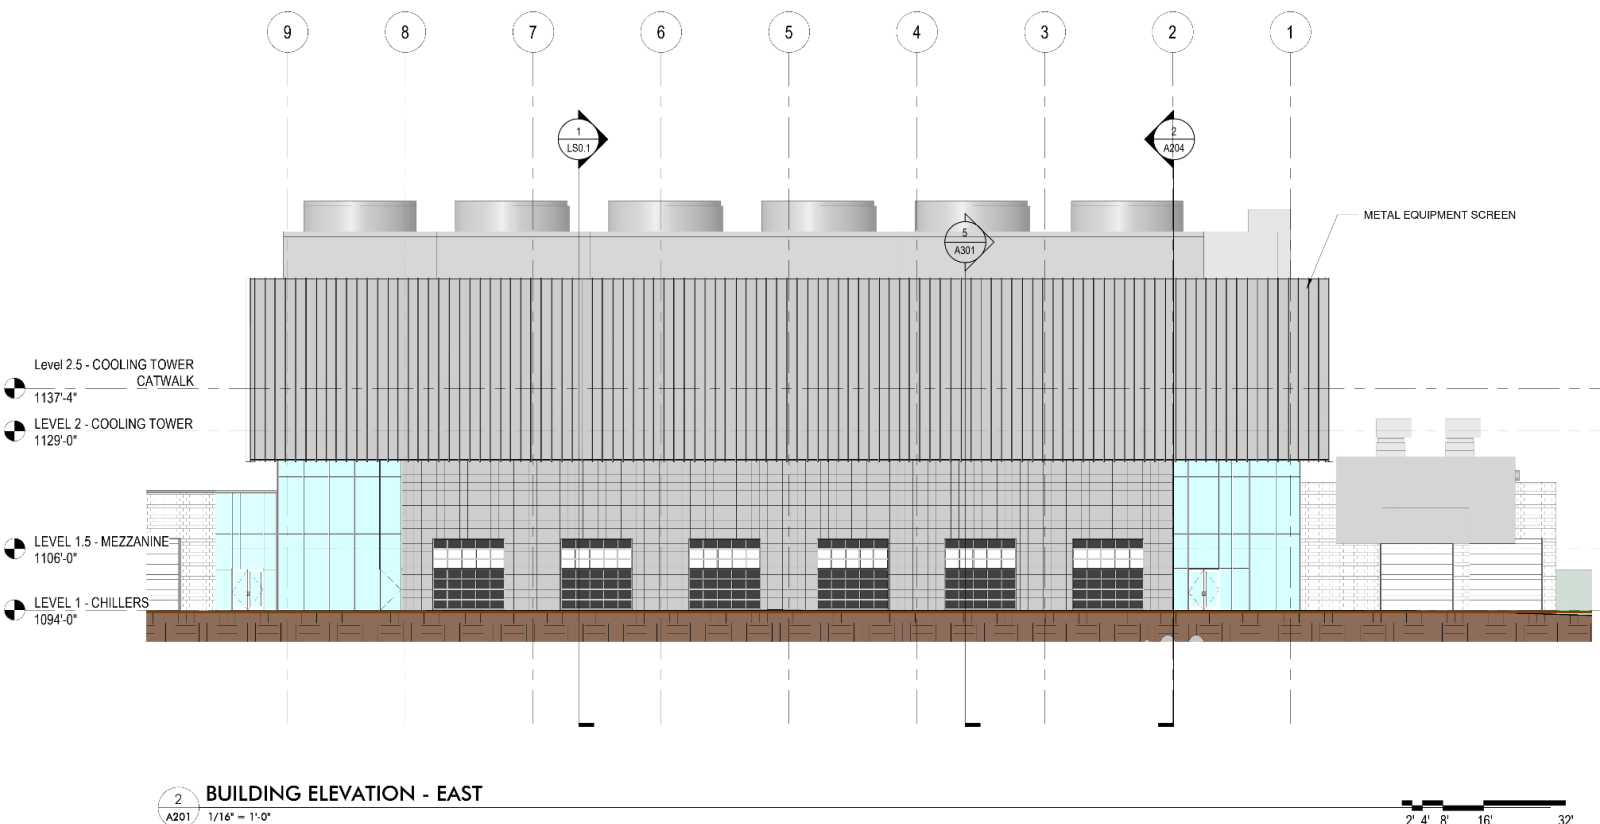 9 8 7 6 5 4 3 2 1
1
LS0.1
2
A204
METAL EQUIPMENT SCREEN
5
A301
Level 2.5 - COOLING TOWER
CATWALK
1137'-4"
LEVEL 2 - COOLING TOWER
1129'-0"
LEVEL 1.5 - MEZZANINE
1106'-0"
LEVEL 1 - CHILLERS
1094'-0"
2
A201
BUILDING ELEVATION - EAST
1/16" = 1'-0"
2' 4' 8' 16' 32'